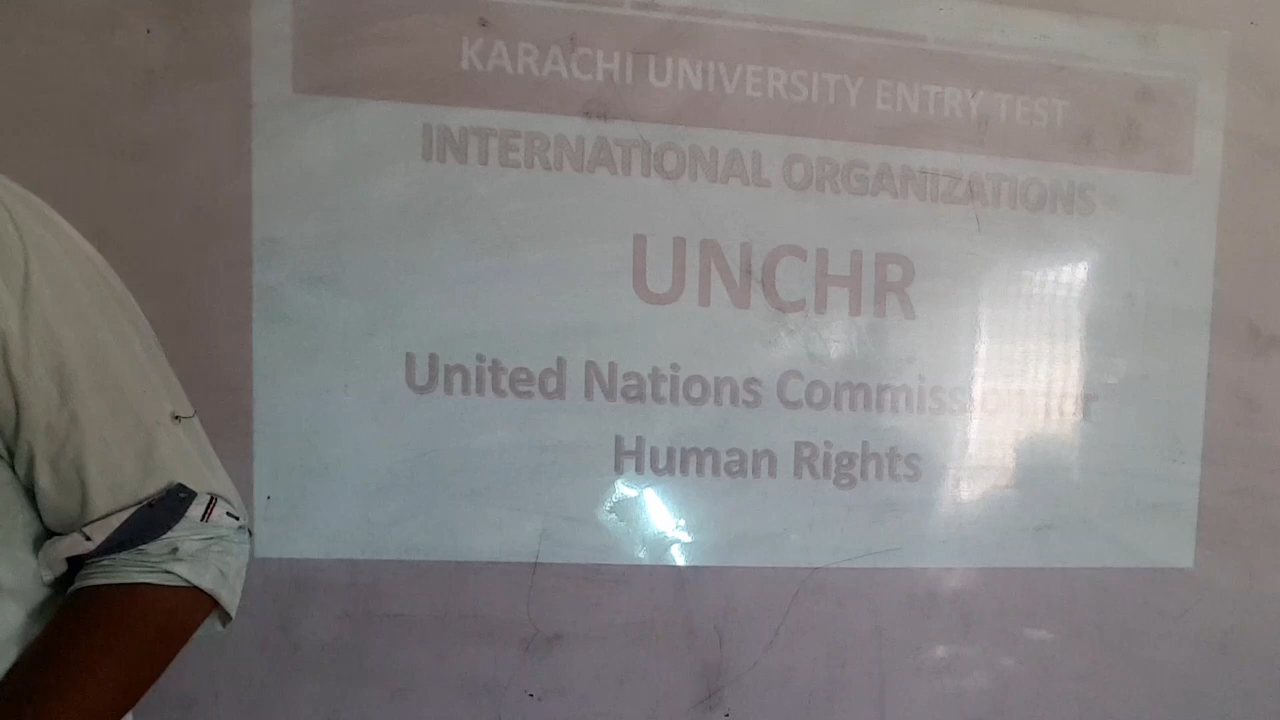 KARACHI UNIVERSITY ENTRY TEST
INTERNATIONAL ORGANIZATIONS
UNCHR
United Nations
Human Rights